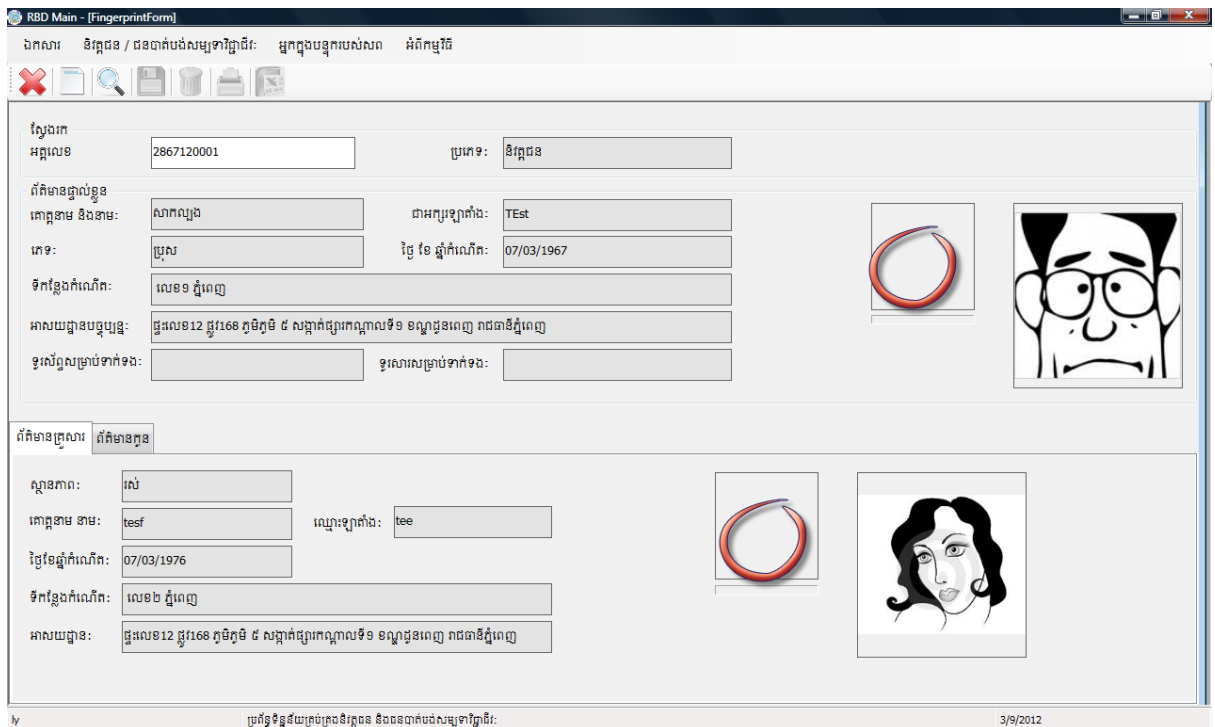 RBD Main - [FingerprintForm]
ឯកសារ និវត្តជន / ជនបាត់បង់សម្បទាវិជ្ជាជីវៈ អ្នកក្នុងបន្ទុករបស់សព អំពីកម្មវិធី
ស្វែងរក
អត្តលេខ 2867120001 ប្រភេទ: និវត្តជន
ព័ត៌មានផ្ទាល់ខ្លួន
គោត្តនាម និងនាម: សាកល្បង ជាអក្សរឡាតាំង: TEst
ភេទ: ប្រុស ថ្ងៃ ខែ ឆ្នាំកំណើត: 07/03/1967
ទីកន្លែងកំណើត: លេខ១ ភ្នំពេញ
អាសយដ្ឋានបច្ចុប្បន្ន: ផ្ទះលេខ12 ផ្លូវ168 ភូមិភូមិ ៥ សង្កាត់ផ្សារកណ្តាលទី១ ខណ្ឌដូនពេញ រាជធានីភ្នំពេញ
ទូរស័ព្ទសម្រាប់ទាក់ទង: ទូរសារសម្រាប់ទាក់ទង:
ព័ត៌មានគ្រួសារ ព័ត៌មានកូន
ស្ថានភាព: រស់
គោត្តនាម នាម: tesf ឈ្មោះឡាតាំង: tee
ថ្ងៃខែឆ្នាំកំណើត: 07/03/1976
ទីកន្លែងកំណើត: លេខ២ ភ្នំពេញ
អាសយដ្ឋាន: ផ្ទះលេខ12 ផ្លូវ168 ភូមិភូមិ ៥ សង្កាត់ផ្សារកណ្តាលទី១ ខណ្ឌដូនពេញ រាជធានីភ្នំពេញ
ly ប្រព័ន្ធទិន្នន័យគ្រប់គ្រងនិវត្តជន និងជនបាត់បង់សម្បទាវិជ្ជាជីវៈ 3/9/2012